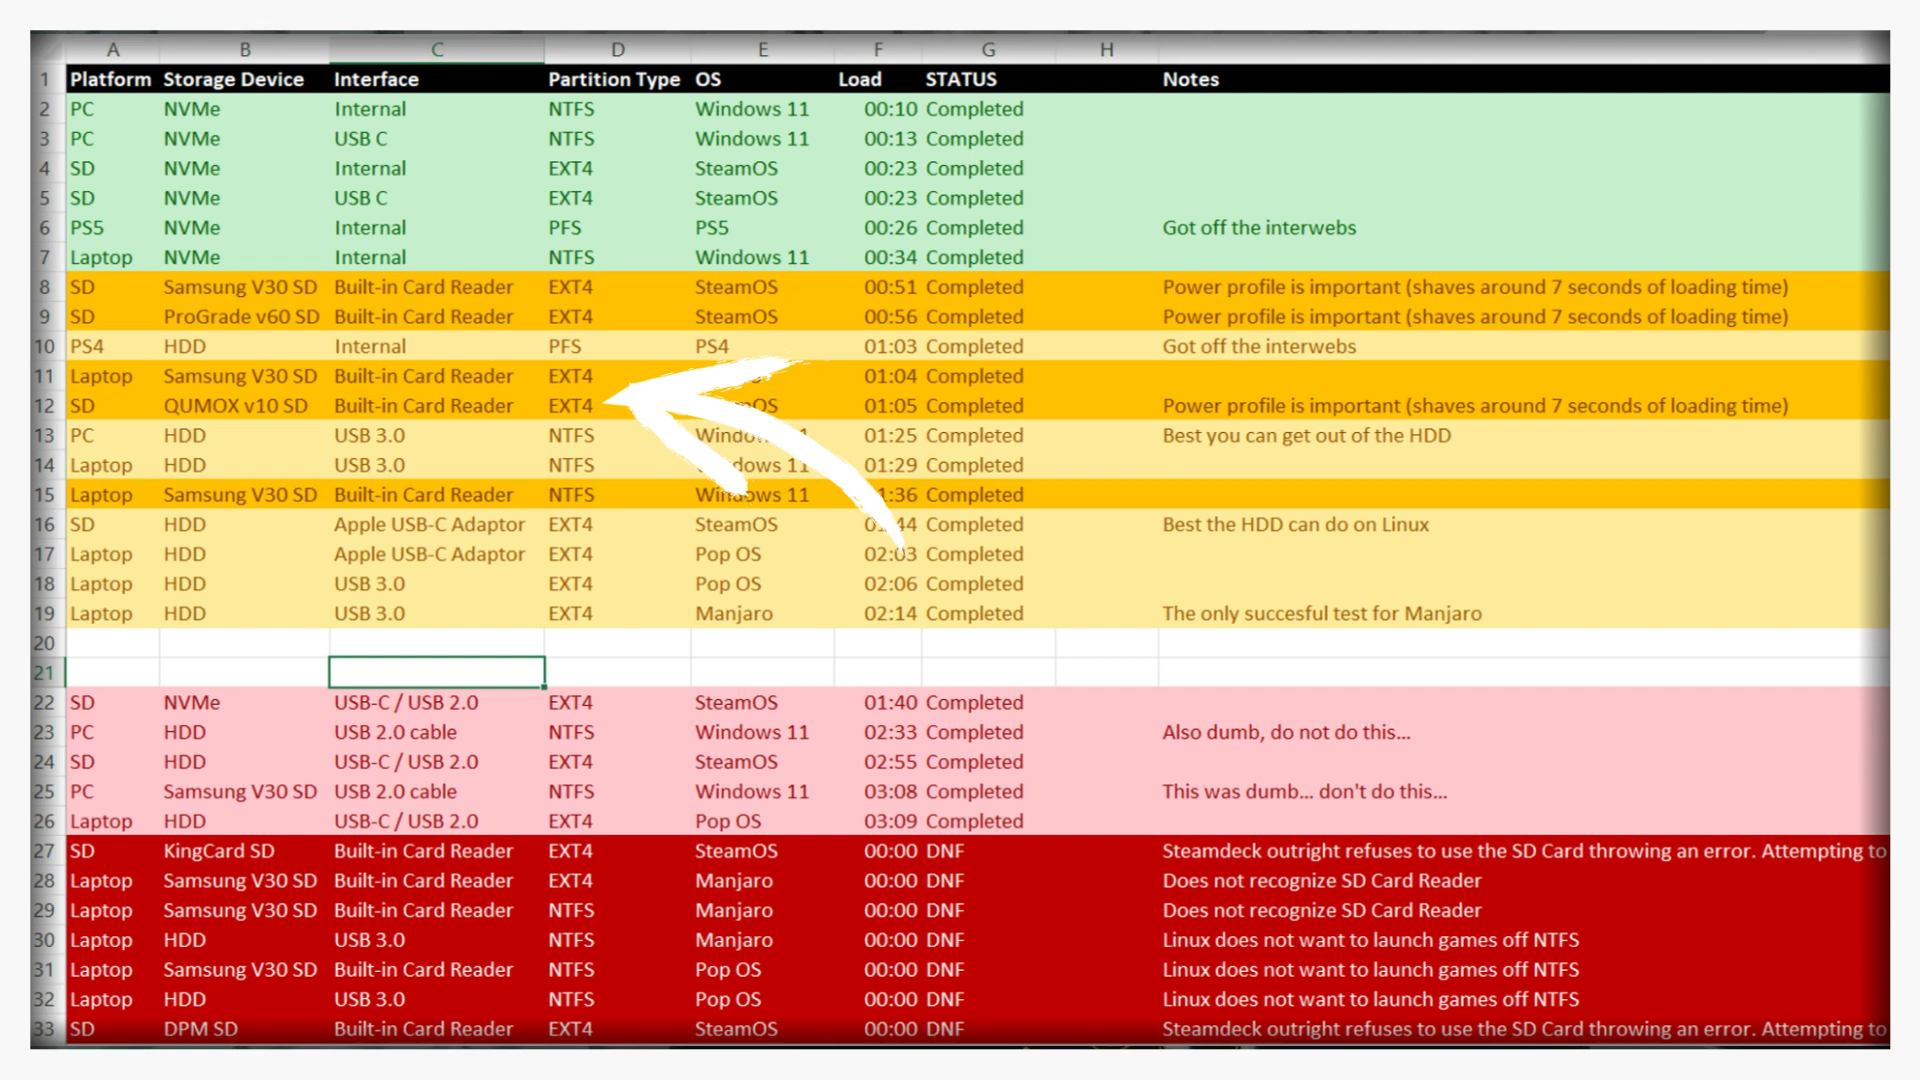 A B C D E F G H
1 Platform Storage Device Interface Partition Type OS Load STATUS Notes
2 PC NVMe Internal NTFS Windows 11 00:10 Completed
3 PC NVMe USB C NTFS Windows 11 00:13 Completed
4 SD NVMe Internal EXT4 SteamOS 00:23 Completed
5 SD NVMe USB C EXT4 SteamOS 00:23 Completed
6 PS5 NVMe Internal PFS PS5 00:26 Completed Got off the interwebs
7 Laptop NVMe Internal NTFS Windows 11 00:34 Completed
8 SD Samsung V30 SD Built-in Card Reader EXT4 SteamOS 00:51 Completed Power profile is important (shaves around 7 seconds of loading time)
9 SD ProGrade v60 SD Built-in Card Reader EXT4 SteamOS 00:56 Completed Power profile is important (shaves around 7 seconds of loading time)
10 PS4 HDD Internal PFS PS4 01:03 Completed Got off the interwebs
11 Laptop Samsung V30 SD Built-in Card Reader EXT4 01:04 Completed
12 SD QUMOX v10 SD Built-in Card Reader EXT4 01:05 Completed Power profile is important (shaves around 7 seconds of loading time)
13 PC HDD USB 3.0 NTFS 01:25 Completed Best you can get out of the HDD
14 Laptop HDD USB 3.0 NTFS 01:29 Completed
15 Laptop Samsung V30 SD Built-in Card Reader NTFS Windows 11 Completed
16 SD HDD Apple USB-C Adaptor EXT4 SteamOS Completed Best the HDD can do on Linux
17 Laptop HDD Apple USB-C Adaptor EXT4 Pop OS 02:03 Completed
18 Laptop HDD USB 3.0 EXT4 Pop OS 02:06 Completed
19 Laptop HDD USB 3.0 EXT4 Manjaro 02:14 Completed The only succesful test for Manjaro
20
21
22 SD NVMe USB-C / USB 2.0 EXT4 SteamOS 01:40 Completed
23 PC HDD USB 2.0 cable NTFS Windows 11 02:33 Completed Also dumb, do not do this...
24 SD HDD USB-C / USB 2.0 EXT4 SteamOS 02:55 Completed
25 PC Samsung V30 SD USB 2.0 cable NTFS Windows 11 03:08 Completed This was dumb... don't do this...
26 Laptop HDD USB-C / USB 2.0 EXT4 Pop OS 03:09 Completed
27 SD KingCard SD Built-in Card Reader EXT4 SteamOS 00:00 DNF Steamdeck outright refuses to use the SD Card throwing an error. Attempting to
28 Laptop Samsung V30 SD Built-in Card Reader EXT4 Manjaro 00:00 DNF Does not recognize SD Card Reader
29 Laptop Samsung V30 SD Built-in Card Reader NTFS Manjaro 00:00 DNF Does not recognize SD Card Reader
30 Laptop HDD USB 3.0 NTFS Manjaro 00:00 DNF Linux does not want to launch games off NTFS
31 Laptop Samsung V30 SD Built-in Card Reader NTFS Pop OS 00:00 DNF Linux does not want to launch games off NTFS
32 Laptop HDD USB 3.0 NTFS Pop OS 00:00 DNF Linux does not want to launch games off NTFS
33 SD DPM SD Built-in Card Reader EXT4 SteamOS 00:00 DNF Steamdeck outright refuses to use the SD Card throwing an error. Attempting to